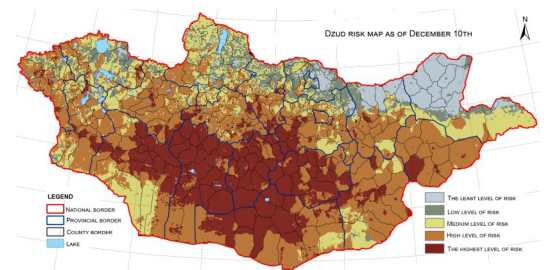 DZUD RISK MAP AS OF DECEMBER 10TH
N
LEGEND
NATIONAL BORDER
PROVINCIAL BORDER
COUNTY BORDER
LAKE
THE LEAST LEVEL OF RISK
LOW LEVEL OF RISK
MEDIUM LEVEL OF RISK
HIGH LEVEL OF RISK
THE HIGHEST LEVEL OF RISK